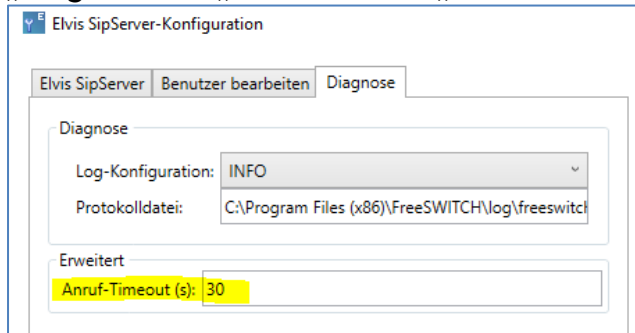 Elvis SipServer-Konfiguration
Elvis SipServer Benutzer bearbeiten Diagnose
Diagnose
Log-Konfiguration: INFO
Protokolldatei: C:\Program Files (x86)\FreeSWITCH\log\freeswitch
Erweitert
Anruf-Timeout (s): 30